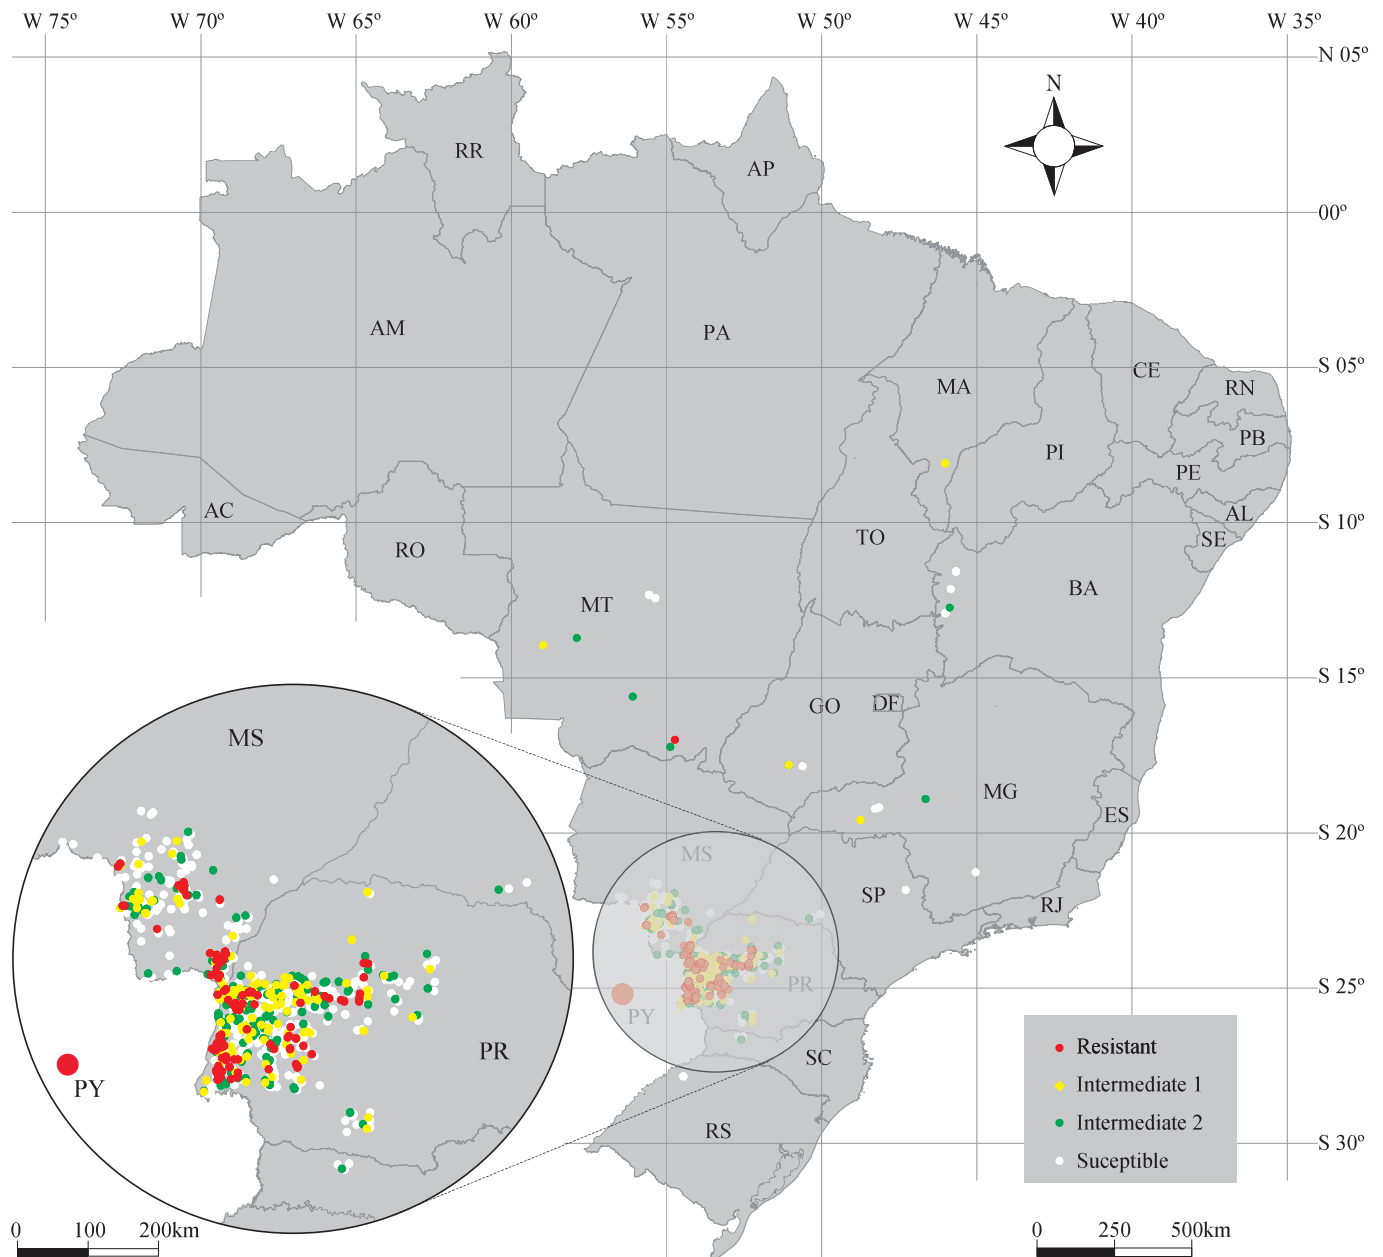 W 75º W 70º W 65º W 60º W 55º W 50º W 45º W 40º W 35º
N 05º
N
RR
AP
00º
AM
PA
S 05º
MA
CE
RN
PB
PI
PE
AC
AL
S 10º
TO
SE
RO
BA
MT
S 15º
GO
DF
MS
MG
ES
S 20º
MS
SP
RJ
PR
S 25º
PY
PR
SC
PY
RS
S 30º
Resistant
Intermediate 1
Intermediate 2
Suceptible
0 100 200km
0 250 500km